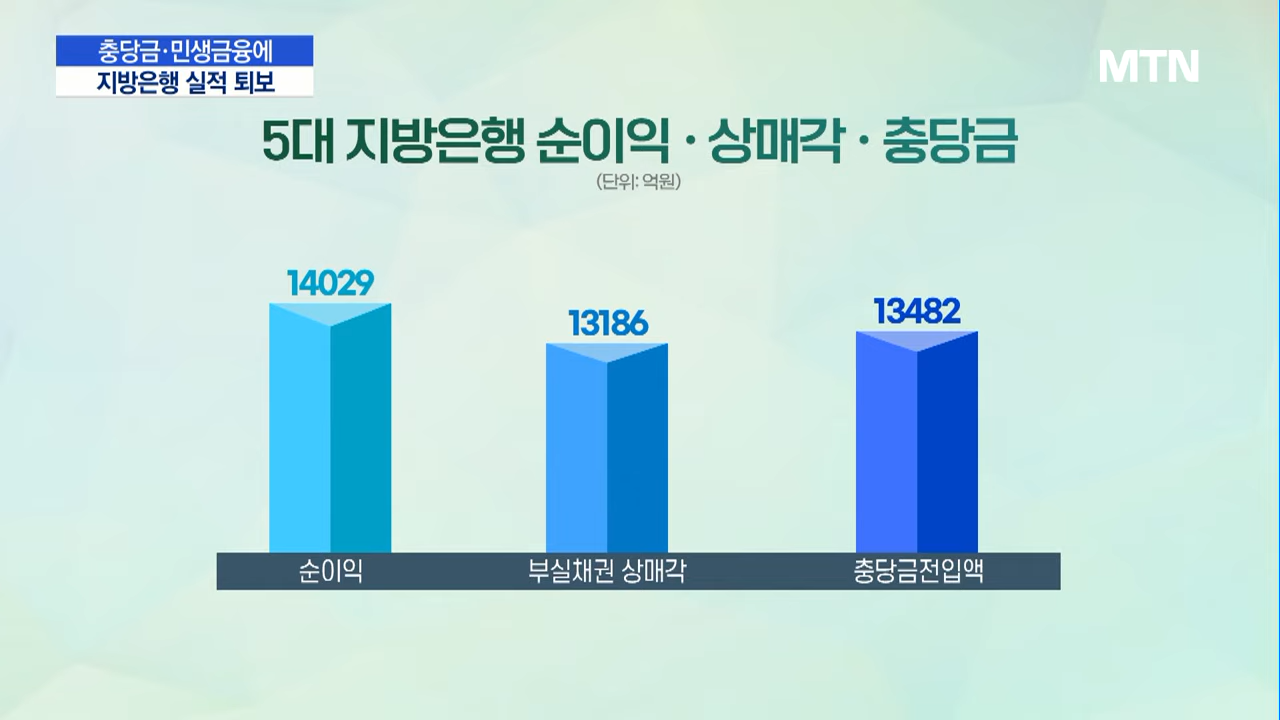 충당금·민생금융에
지방은행 실적 퇴보
MTN
5대 지방은행 순이익 · 상매각 · 충당금
(단위: 억원)
14029
13186
13482
순이익
부실채권 상매각
충당금전입액